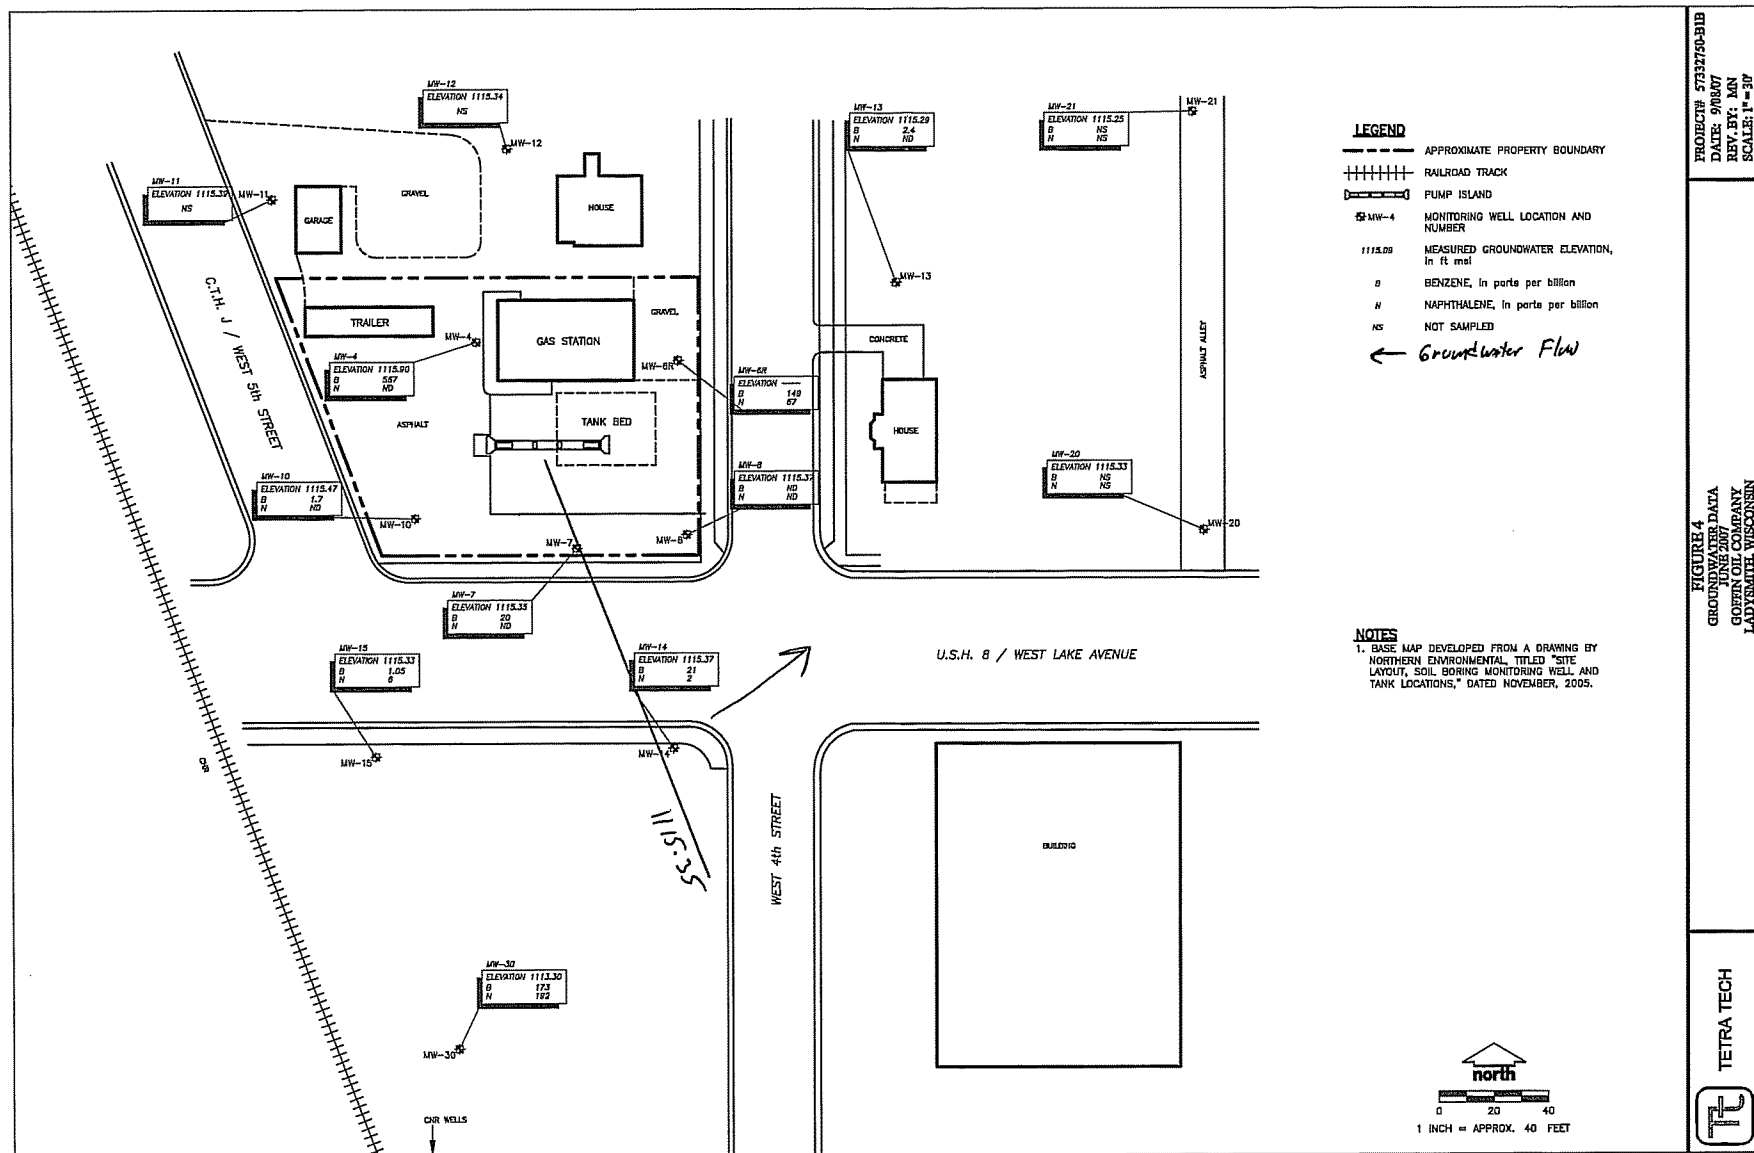 MW-12
ELEVATION 1115.34
NS
MW-12
MW-11
ELEVATION 1115.39
NS
MW-11
GARAGE
GRAVEL
HOUSE
MW-13
ELEVATION 1115.29
B 2.4
N ND
MW-13
MW-21
ELEVATION 1115.25
B NS
N NS
MW-21
C.T.H. J / WEST 5th STREET
TRAILER
GAS STATION
GRAVEL
MW-4
MW-4
ELEVATION 1115.90
B 567
N ND
MW-6R
MW-6R
ELEVATION ——
B 149
N 67
ASPHALT
TANK BED
CONCRETE
HOUSE
ASPHALT ALLEY
MW-10
ELEVATION 1115.47
B 1.7
N ND
MW-10
MW-8
ELEVATION 1115.37
B ND
N ND
MW-8
MW-20
ELEVATION 1115.33
B NS
N NS
MW-20
MW-7
MW-7
ELEVATION 1115.35
B 20
N ND
MW-15
ELEVATION 1115.33
B 1.05
N 6
MW-15
MW-14
ELEVATION 1115.37
B 21
N 2
MW-14
U.S.H. 8 / WEST LAKE AVENUE
1115.35
WEST 4th STREET
BUILDING
CNR
MW-30
ELEVATION 1113.30
B 173
N 192
MW-30
CNR WELLS
LEGEND
APPROXIMATE PROPERTY BOUNDARY
RAILROAD TRACK
PUMP ISLAND
MW-4 MONITORING WELL LOCATION AND
NUMBER
1115.09 MEASURED GROUNDWATER ELEVATION,
in ft msl
B BENZENE, in parts per billion
N NAPHTHALENE, in parts per billion
NS NOT SAMPLED
← Groundwater Flow
NOTES
1. BASE MAP DEVELOPED FROM A DRAWING BY
NORTHERN ENVIRONMENTAL, TITLED "SITE
LAYOUT, SOIL BORING MONITORING WELL AND
TANK LOCATIONS," DATED NOVEMBER, 2005.
north
0 20 40
1 INCH = APPROX. 40 FEET
PROJECT# 57332750-B1B
DATE: 9/08/07
REV. BY: MN
SCALE: 1" = 30'
FIGURE 4
GROUNDWATER DATA
JUNE 2007
GOFFIN OIL COMPANY
LADYSMITH, WISCONSIN
TETRA TECH
Tt